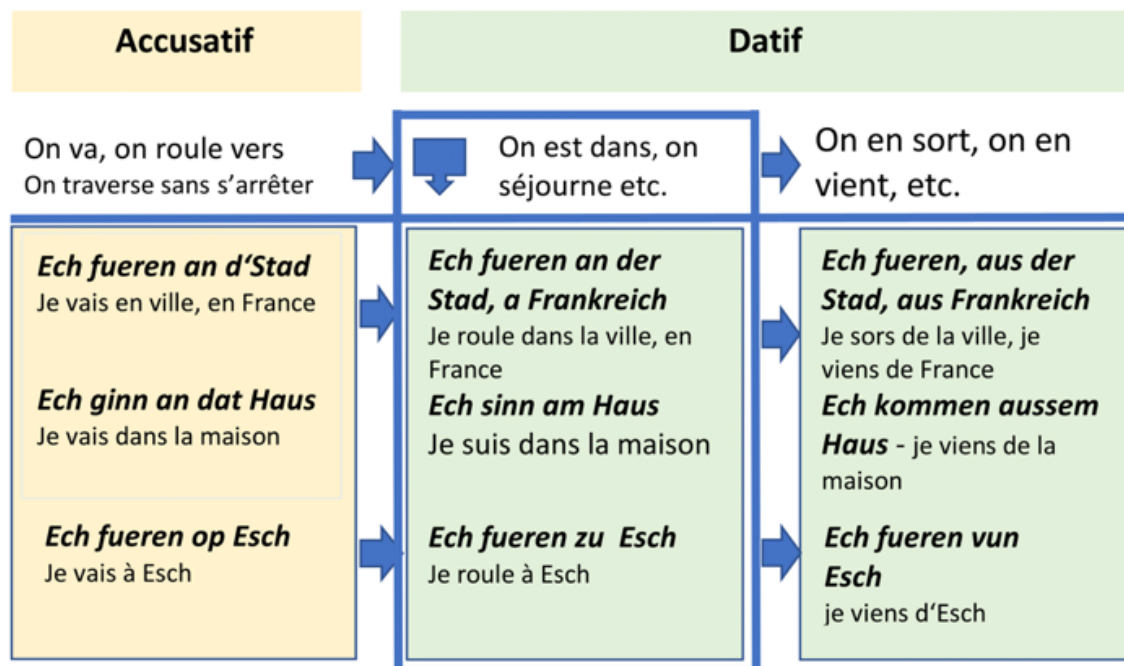 Accusatif
Datif
On va, on roule vers
On traverse sans s’arrêter
On est dans, on
séjourne etc.
On en sort, on en
vient, etc.
Ech fueren an d‘Stad
Je vais en ville, en France
Ech ginn an dat Haus
Je vais dans la maison
Ech fueren op Esch
Je vais à Esch
Ech fueren an der
Stad, a Frankreich
Je roule dans la ville, en
France
Ech sinn am Haus
Je suis dans la maison
Ech fueren zu Esch
Je roule à Esch
Ech fueren, aus der
Stad, aus Frankreich
Je sors de la ville, je
viens de France
Ech kommen aussem
Haus - je viens de la
maison
Ech fueren vun
Esch
je viens d‘Esch